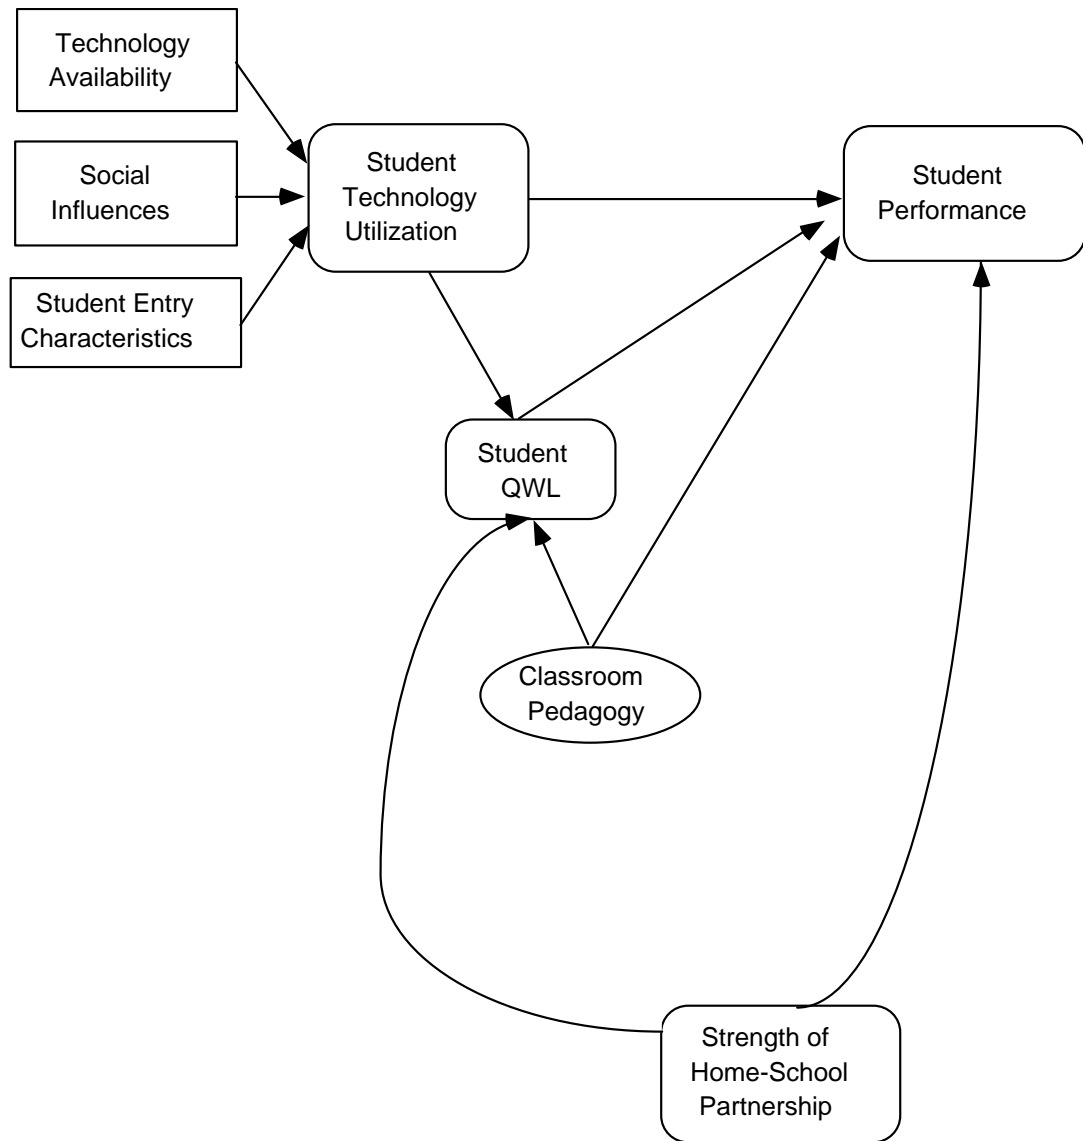 Technology
Availability
Social
Influences
Student Entry
Characteristics
Student
Technology
Utilization
Student
Performance
Student
QWL
Classroom
Pedagogy
Strength of
Home-School
Partnership